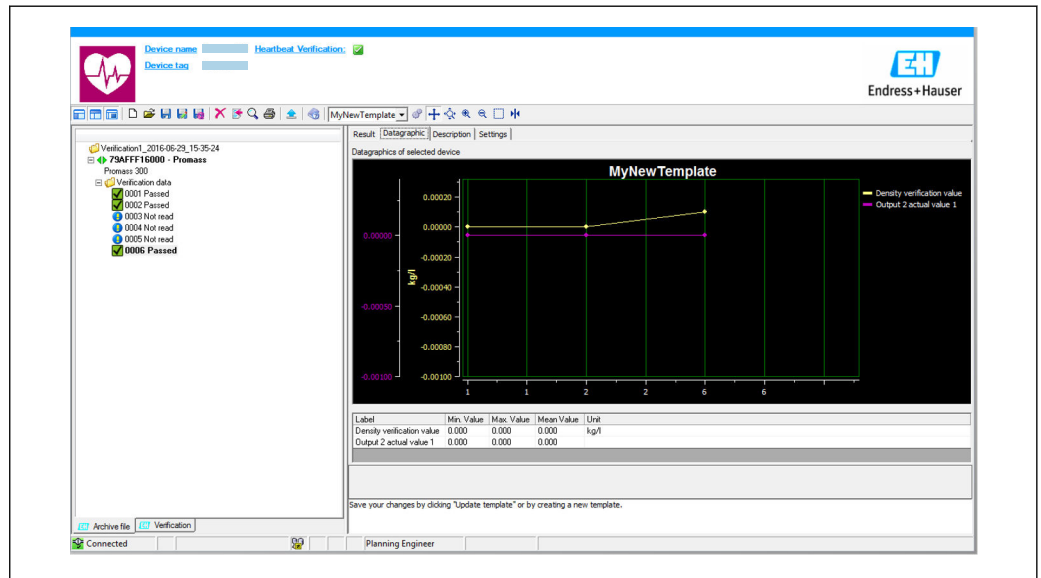 Device name Heartbeat Verification:
Device tag
EH
Endress+Hauser
MyNewTemplate
Result Datagraphic Description Settings
Verification1_2016-06-29_15-35-24
79AFFF16000 - Promass
Promass 300
Verification data
0001 Passed
0002 Passed
0003 Not read
0004 Not read
0005 Not read
0006 Passed
Datagraphics of selected device
MyNewTemplate
Density verification value
Output 2 actual value 1
0.00000
-0.00050
-0.00100
kg/l
0.00020
0.00000
-0.00020
-0.00040
-0.00060
-0.00080
-0.00100
1 1 2 2 6 6
Label Min. Value Max. Value Mean Value Unit
Density verification value 0.000 0.000 0.000 kg/l
Output 2 actual value 1 0.000 0.000 0.000
Save your changes by clicking "Update template" or by creating a new template.
Archive file Verification
Connected Planning Engineer